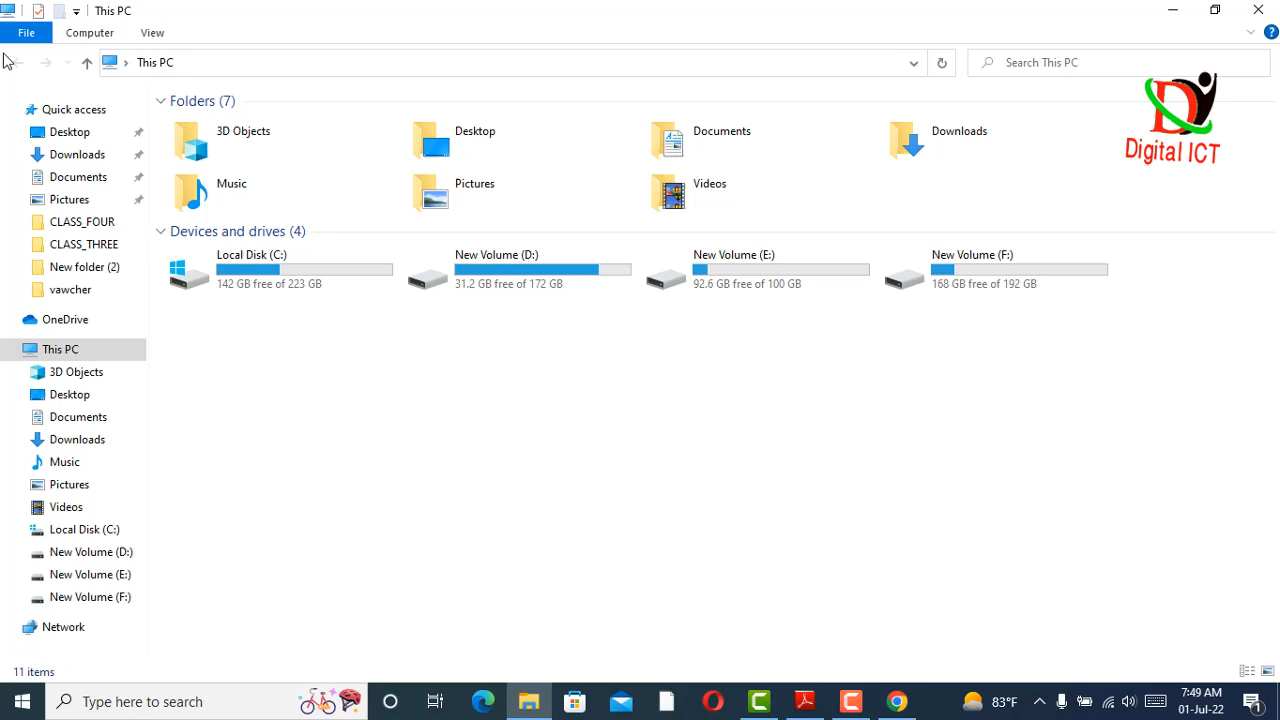 This PC
File
Computer
View
This PC
Search This PC
Quick access
Desktop
Downloads
Documents
Pictures
CLASS_FOUR
CLASS_THREE
New folder (2)
vawcher
OneDrive
This PC
3D Objects
Desktop
Documents
Downloads
Music
Pictures
Videos
Local Disk (C:)
New Volume (D:)
New Volume (E:)
New Volume (F:)
Network
Folders (7)
3D Objects
Desktop
Documents
Downloads
Music
Pictures
Videos
Devices and drives (4)
Local Disk (C:)
142 GB free of 223 GB
New Volume (D:)
31.2 GB free of 172 GB
New Volume (E:)
92.6 GB free of 100 GB
New Volume (F:)
168 GB free of 192 GB
D
Digital ICT
11 items
Type here to search
83°F
7:49 AM
01-Jul-22
1